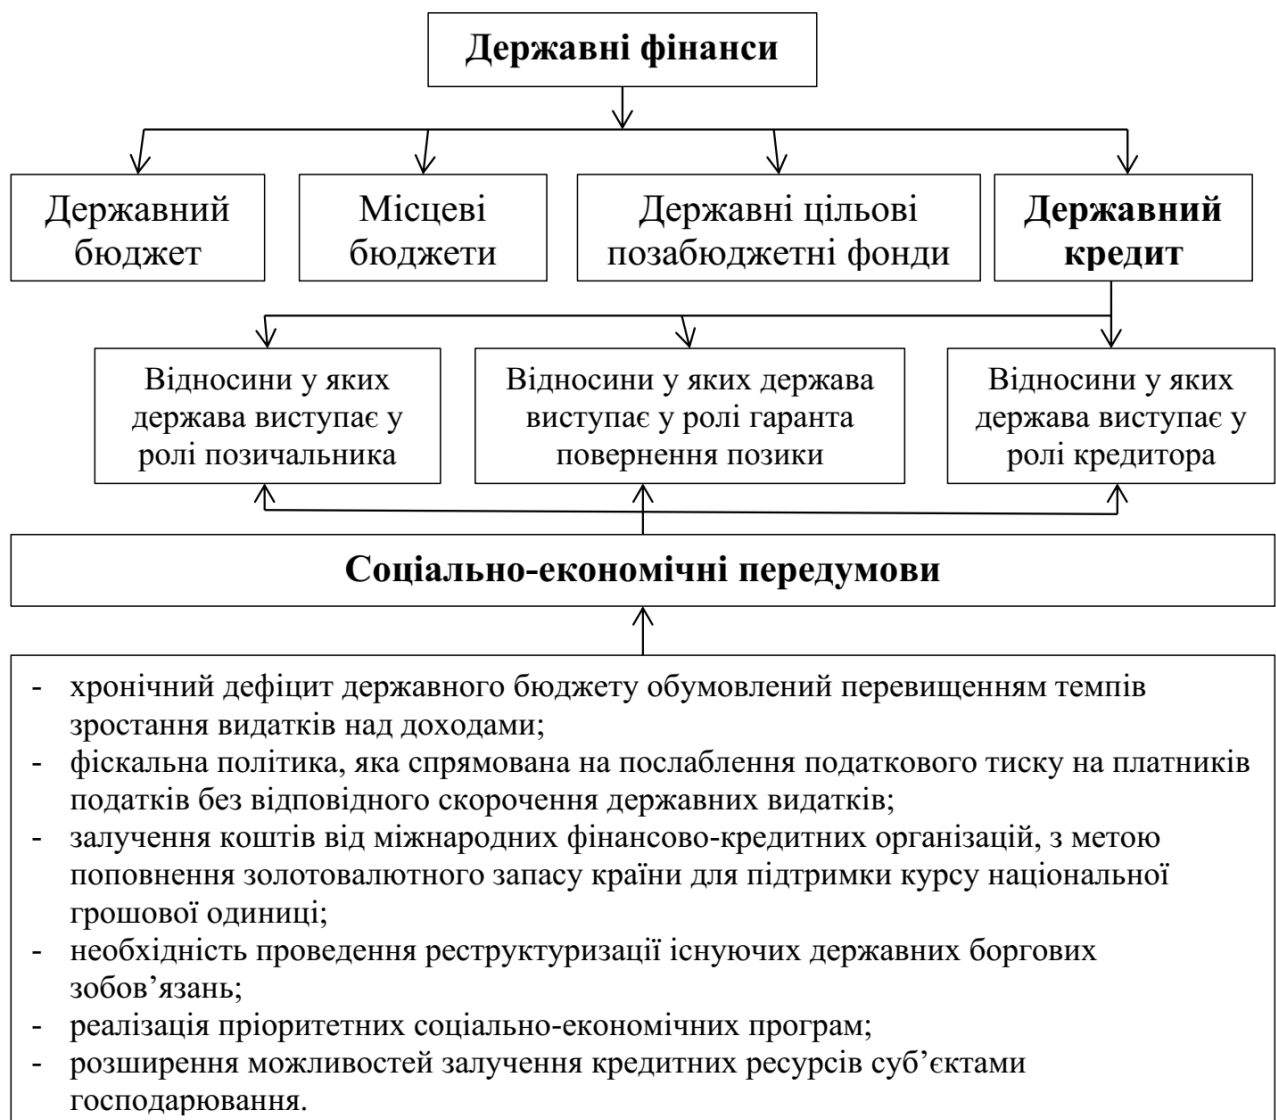 Державні фінанси
Державний
бюджет
Місцеві
бюджети
Державні цільові
позабюджетні фонди
Державний
кредит
Відносини у яких
держава виступає у
ролі позичальника
Відносини у яких держава
виступає у ролі гаранта
повернення позики
Відносини у яких
держава виступає у
ролі кредитора
Соціально-економічні передумови
- хронічний дефіцит державного бюджету обумовлений перевищенням темпів
зростання видатків над доходами;
- фіскальна політика, яка спрямована на послаблення податкового тиску на платників
податків без відповідного скорочення державних видатків;
- залучення коштів від міжнародних фінансово-кредитних організацій, з метою
поповнення золотовалютного запасу країни для підтримки курсу національної
грошової одиниці;
- необхідність проведення реструктуризації існуючих державних боргових
зобов’язань;
- реалізація пріоритетних соціально-економічних програм;
- розширення можливостей залучення кредитних ресурсів суб’єктами
господарювання.